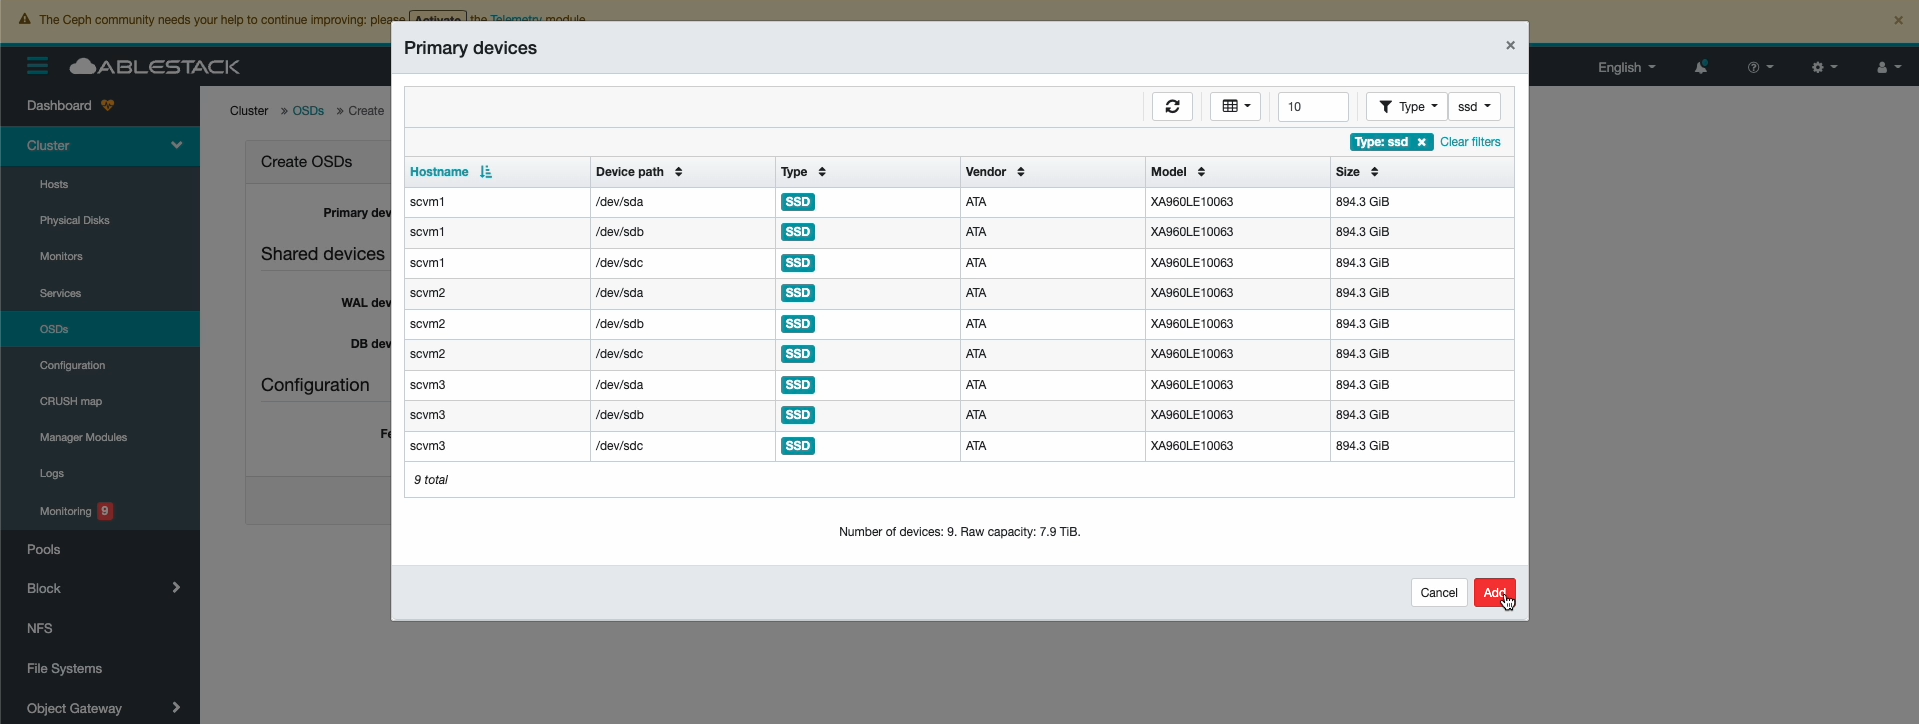 The Ceph community needs your help to continue improving: please Activate the Telemetry module
ABLESTACK
English
Dashboard
Cluster
Hosts
Physical Disks
Monitors
Services
OSDs
Configuration
CRUSH map
Manager Modules
Logs
Monitoring 9
Pools
Block
NFS
File Systems
Object Gateway
Cluster » OSDs » Create
Create OSDs
Primary dev
Shared devices
WAL dev
DB dev
Configuration
Fe
Primary devices ×
10 Type ssd
Type: ssd × Clear filters
Hostname Device path Type Vendor Model Size
scvm1 /dev/sda SSD ATA XA960LE10063 894.3 GiB
scvm1 /dev/sdb SSD ATA XA960LE10063 894.3 GiB
scvm1 /dev/sdc SSD ATA XA960LE10063 894.3 GiB
scvm2 /dev/sda SSD ATA XA960LE10063 894.3 GiB
scvm2 /dev/sdb SSD ATA XA960LE10063 894.3 GiB
scvm2 /dev/sdc SSD ATA XA960LE10063 894.3 GiB
scvm3 /dev/sda SSD ATA XA960LE10063 894.3 GiB
scvm3 /dev/sdb SSD ATA XA960LE10063 894.3 GiB
scvm3 /dev/sdc SSD ATA XA960LE10063 894.3 GiB
9 total
Number of devices: 9. Raw capacity: 7.9 TiB.
Cancel Add